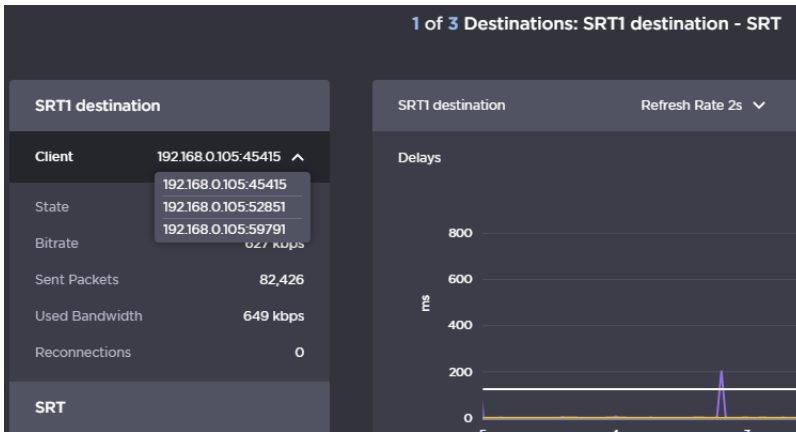 1 of 3 Destinations: SRT1 destination - SRT
SRT1 destination
Client 192.168.0.105:45415
192.168.0.105:45415
192.168.0.105:52851
192.168.0.105:59791
State
Bitrate 627 kbps
Sent Packets 82,426
Used Bandwidth 649 kbps
Reconnections 0
SRT
SRT1 destination Refresh Rate 2s
Delays
800
600
ms
400
200
0